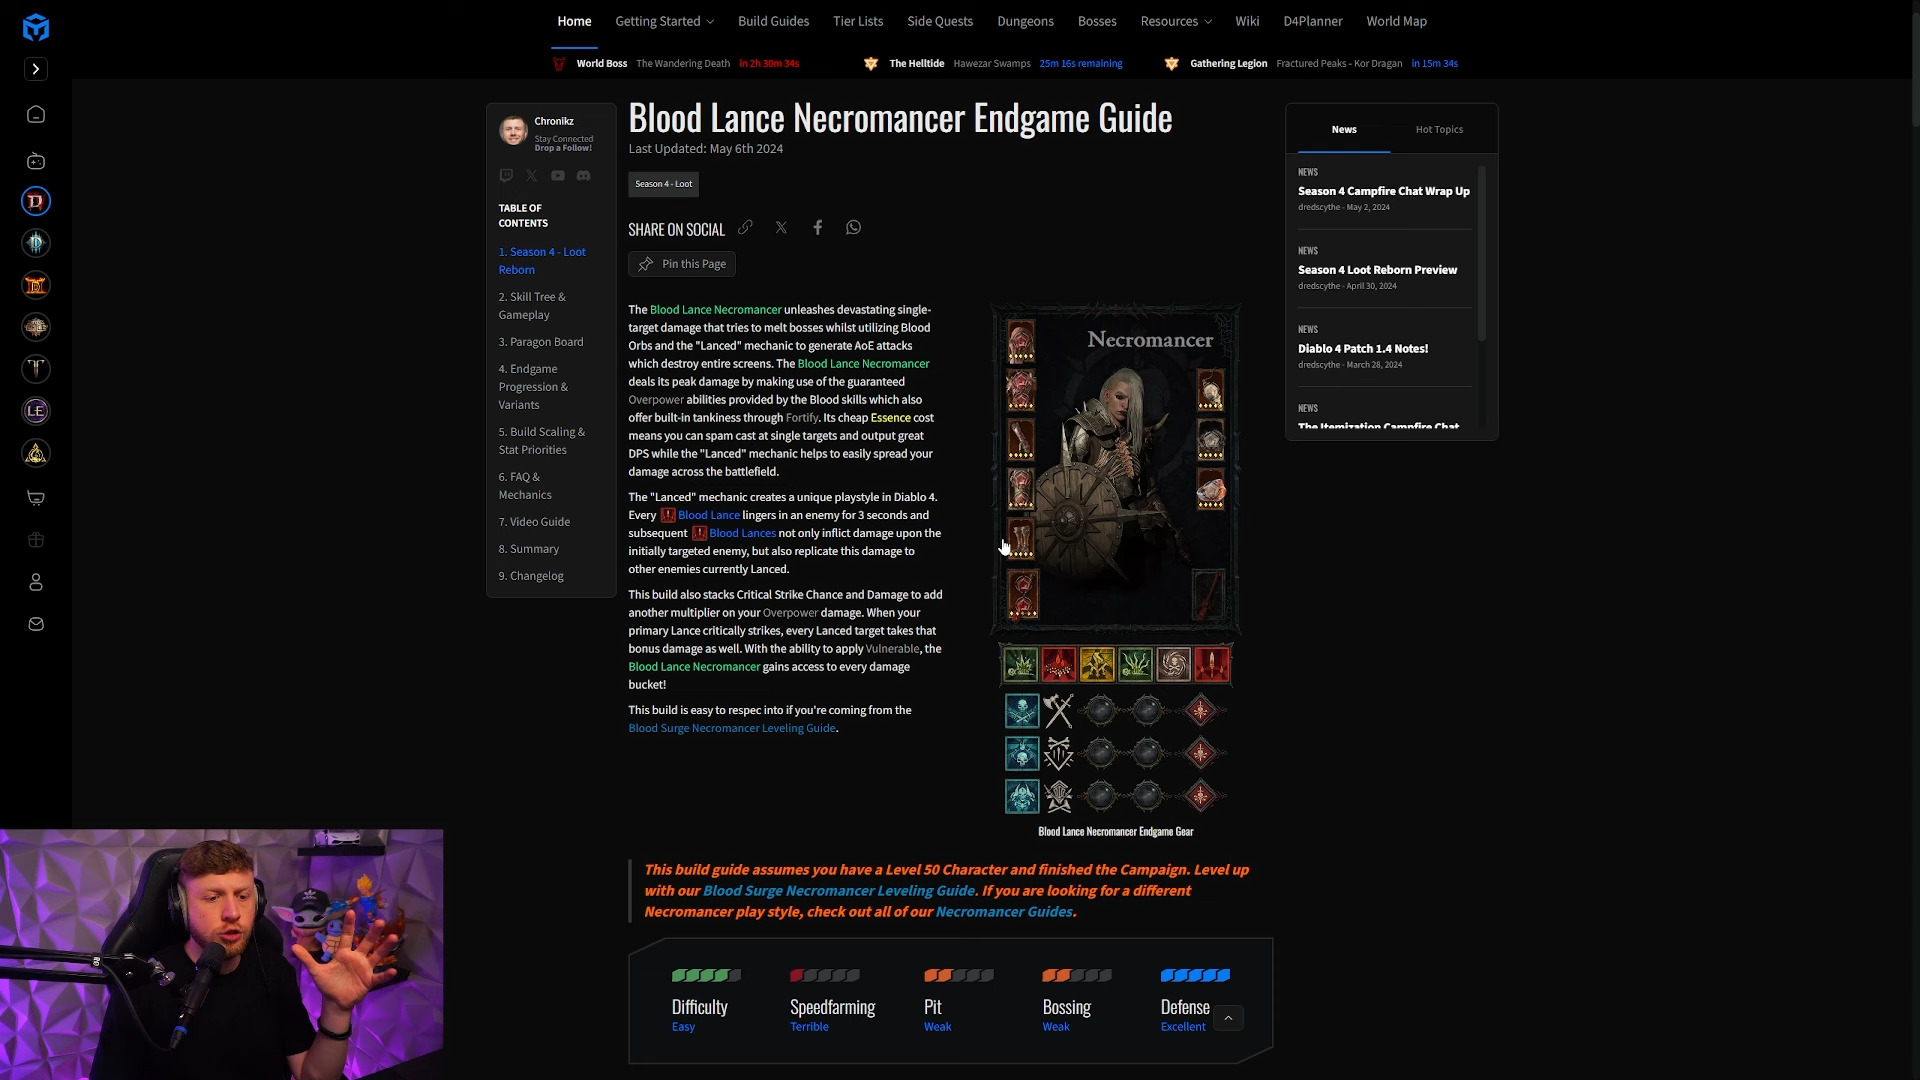 Home
Getting Started
Build Guides
Tier Lists
Side Quests
Dungeons
Bosses
Resources
Wiki
D4Planner
World Map
World Boss The Wandering Death in 2h 30m 34s
The Helltide Hawezar Swamps 25m 16s remaining
Gathering Legion Fractured Peaks - Kor Dragan in 15m 34s
Chronikz
Stay Connected
Drop a Follow!
TABLE OF
CONTENTS
1. Season 4 - Loot
Reborn
2. Skill Tree &
Gameplay
3. Paragon Board
4. Endgame
Progression &
Variants
5. Build Scaling &
Stat Priorities
6. FAQ &
Mechanics
7. Video Guide
8. Summary
9. Changelog
Blood Lance Necromancer Endgame Guide
Last Updated: May 6th 2024
Season 4 - Loot
SHARE ON SOCIAL
Pin this Page
The Blood Lance Necromancer unleashes devastating single-
target damage that tries to melt bosses whilst utilizing Blood
Orbs and the "Lanced" mechanic to generate AoE attacks
which destroy entire screens. The Blood Lance Necromancer
deals its peak damage by making use of the guaranteed
Overpower abilities provided by the Blood skills which also
offer built-in tankiness through Fortify. Its cheap Essence cost
means you can spam cast at single targets and output great
DPS while the "Lanced" mechanic helps to easily spread your
damage across the battlefield.
The "Lanced" mechanic creates a unique playstyle in Diablo 4.
Every Blood Lance lingers in an enemy for 3 seconds and
subsequent Blood Lances not only inflict damage upon the
initially targeted enemy, but also replicate this damage to
other enemies currently Lanced.
This build also stacks Critical Strike Chance and Damage to add
another multiplier on your Overpower damage. When your
primary Lance critically strikes, every Lanced target takes that
bonus damage as well. With the ability to apply Vulnerable, the
Blood Lance Necromancer gains access to every damage
bucket!
This build is easy to respec into if you're coming from the
Blood Surge Necromancer Leveling Guide.
Necromancer
Blood Lance Necromancer Endgame Gear
News
Hot Topics
NEWS
Season 4 Campfire Chat Wrap Up
dredscythe - May 2, 2024
NEWS
Season 4 Loot Reborn Preview
dredscythe - April 30, 2024
NEWS
Diablo 4 Patch 1.4 Notes!
dredscythe - March 28, 2024
NEWS
The Itemization Campfire Chat
This build guide assumes you have a Level 50 Character and finished the Campaign. Level up
with our Blood Surge Necromancer Leveling Guide. If you are looking for a different
Necromancer play style, check out all of our Necromancer Guides.
Difficulty
Easy
Speedfarming
Terrible
Pit
Weak
Bossing
Weak
Defense
Excellent
LE